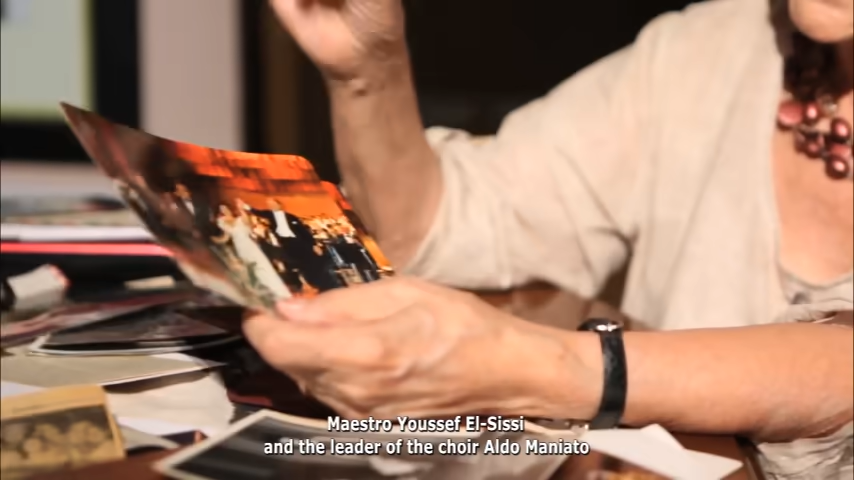 Maestro Youssef El-Sissi
and the leader of the choir Aldo Maniato